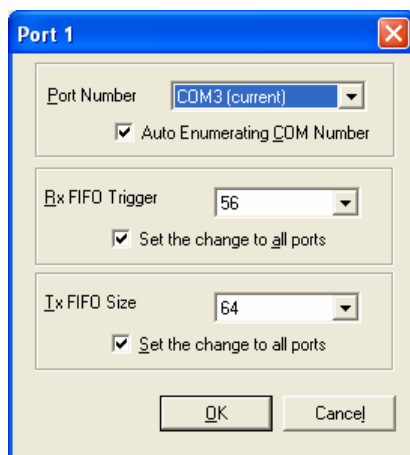 Port 1
Port Number COM3 (current)
Auto Enumerating COM Number
Rx FIFO Trigger 56
Set the change to all ports
Tx FIFO Size 64
Set the change to all ports
OK Cancel